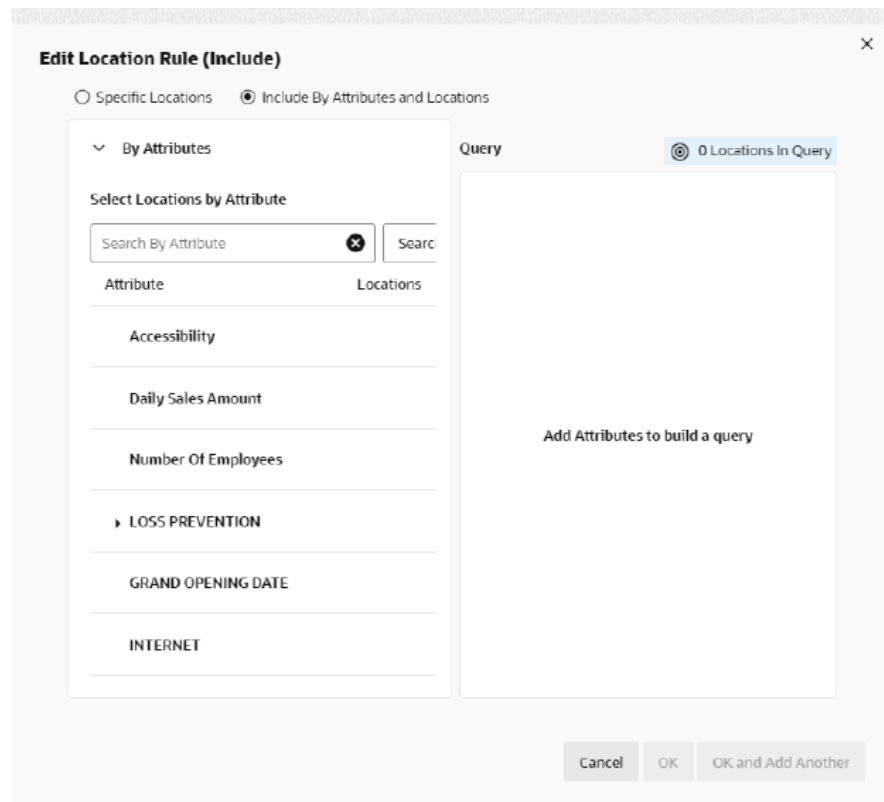 Edit Location Rule (Include)
Specific Locations Include By Attributes and Locations
By Attributes
Select Locations by Attribute
Search By Attribute Searc
Attribute Locations
Accessibility
Daily Sales Amount
Number Of Employees
LOSS PREVENTION
GRAND OPENING DATE
INTERNET
Query 0 Locations In Query
Add Attributes to build a query
Cancel OK OK and Add Another